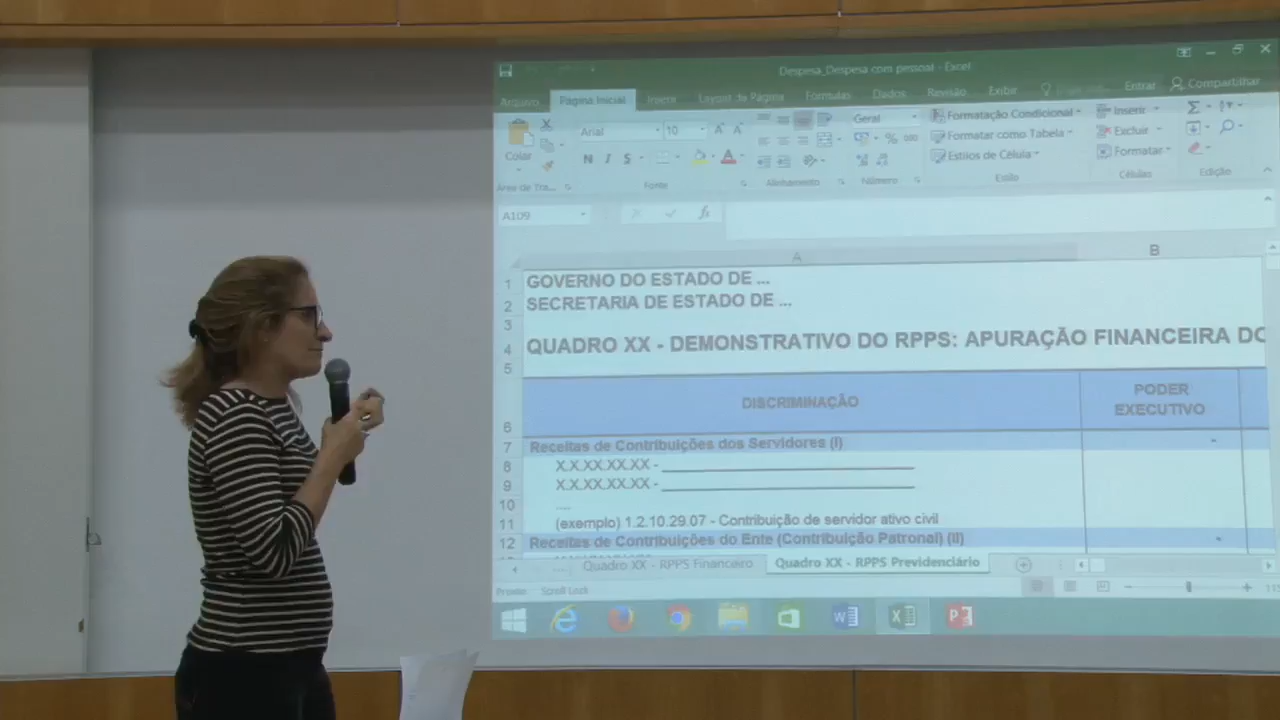 Despesa_Despesa com pessoal - Excel
Arquivo Página Inicial Inserir Layout da Página Fórmulas Dados Revisão Exibir Entrar Compartilhar
Colar
Arial 10
N I S
Geral
% 000
Formatação Condicional
Formatar como Tabela
Estilos de Célula
Inserir
Excluir
Formatar
Área de Tra... Fonte Alinhamento Número Estilo Células Edição
A109 fx
A B
1 GOVERNO DO ESTADO DE ...
2 SECRETARIA DE ESTADO DE ...
3
4 QUADRO XX - DEMONSTRATIVO DO RPPS: APURAÇÃO FINANCEIRA DO
5
6 DISCRIMINAÇÃO PODER EXECUTIVO
7 Receitas de Contribuições dos Servidores (I) -
8 X.X.XX.XX.XX - ____________________
9 X.X.XX.XX.XX - ____________________
10 ....
11 (exemplo) 1.2.10.29.07 - Contribuição de servidor ativo civil
12 Receitas de Contribuições do Ente (Contribuição Patronal) (II) -
... Quadro XX - RPPS Financeiro Quadro XX - RPPS Previdenciário
Pronto Scroll Lock